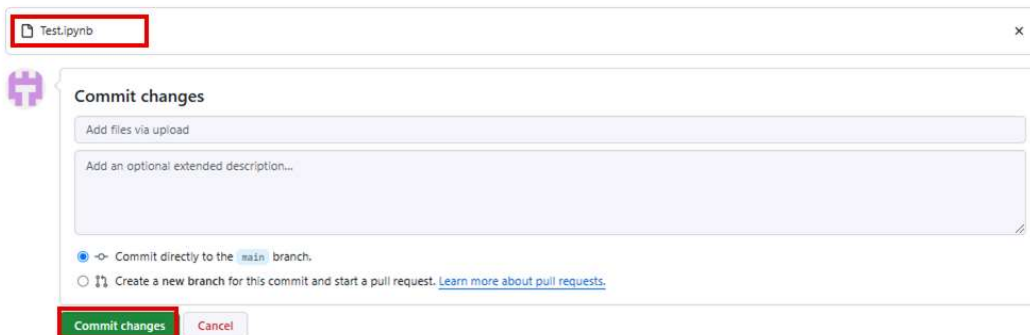 Test.ipynb
Commit changes
Add files via upload
Add an optional extended description...
Commit directly to the main branch.
Create a new branch for this commit and start a pull request. Learn more about pull requests.
Commit changes Cancel